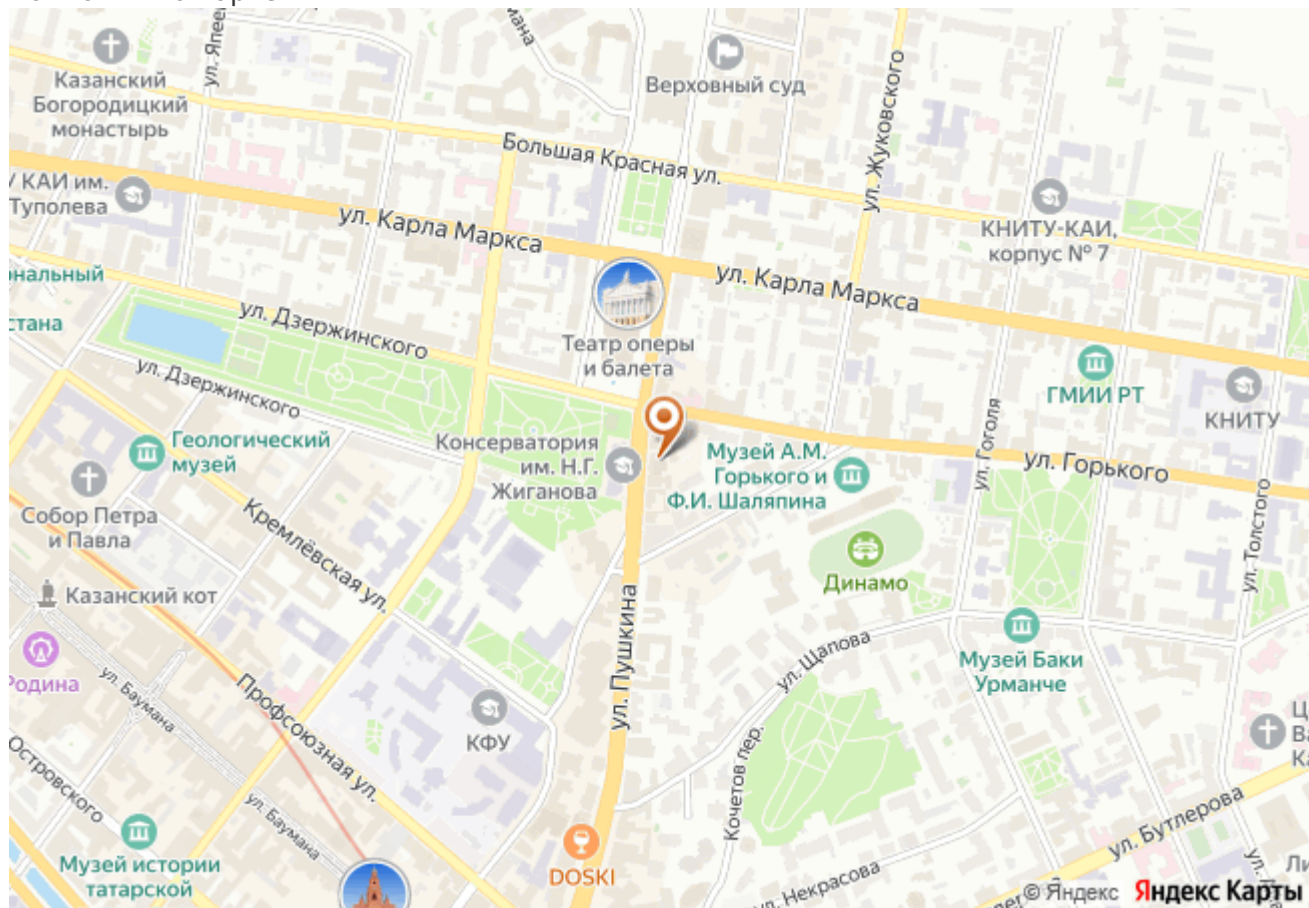 Казанский
Богородицкий
монастырь
Верховный суд
ул. Жуковского
Большая Красная ул.
КАИ им.
Туполева
ул. Карла Маркса
КНИТУ-КАИ,
корпус № 7
ул. Карла Маркса
ул. Дзержинского
Театр оперы
и балета
ул. Дзержинского
ГМИИ РТ
КНИТУ
Геологический
музей
Консерватория
им. Н.Г.
Жиганова
Музей А.М.
Горького и
Ф.И. Шаляпина
ул. Гоголя
ул. Горького
Собор Петра
и Павла
Кремлёвская ул.
ул. Толстого
Динамо
Казанский кот
ул. Пушкина
ул. Щапова
Музей Баки
Урманче
Родина
ул. Баумана
Профсоюзная ул.
КФУ
Кочетов пер.
Островского
ул. Баумана
ул. Бутлерова
Музей истории
татарской
DOSKI
ул. Некрасова
© Яндекс Яндекс Карты